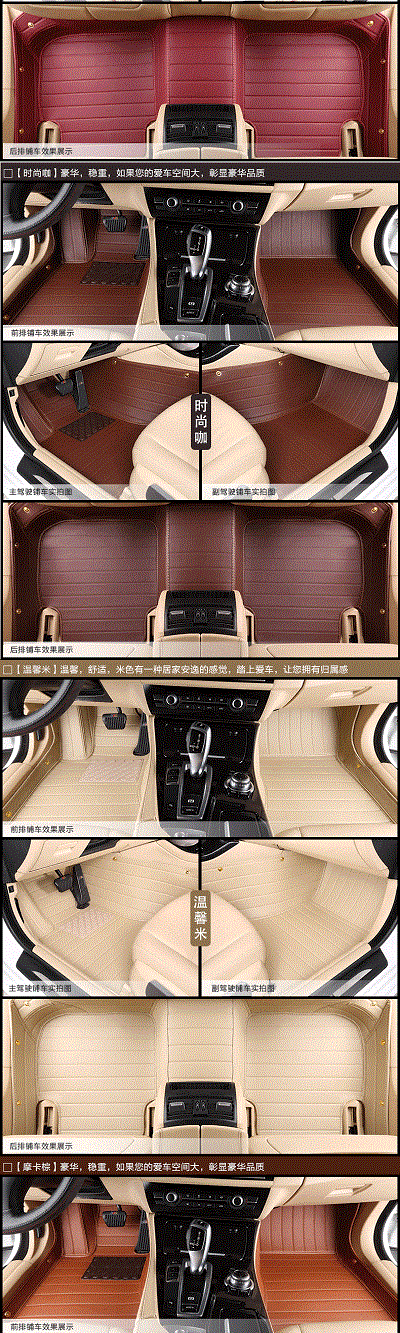 后排铺车效果展示
【时尚咖】豪华，稳重，如果您的爱车空间大，彰显豪华品质
前排铺车效果展示
时尚咖
主驾驶铺车实拍图
副驾驶铺车实拍图
后排铺车效果展示
【温馨米】温馨，舒适，米色有一种居家安逸的感觉，踏上爱车，让您拥有归属感
前排铺车效果展示
温馨米
主驾驶铺车实拍图
副驾驶铺车实拍图
后排铺车效果展示
【摩卡棕】豪华，稳重，如果您的爱车空间大，彰显豪华品质
前排铺车效果展示